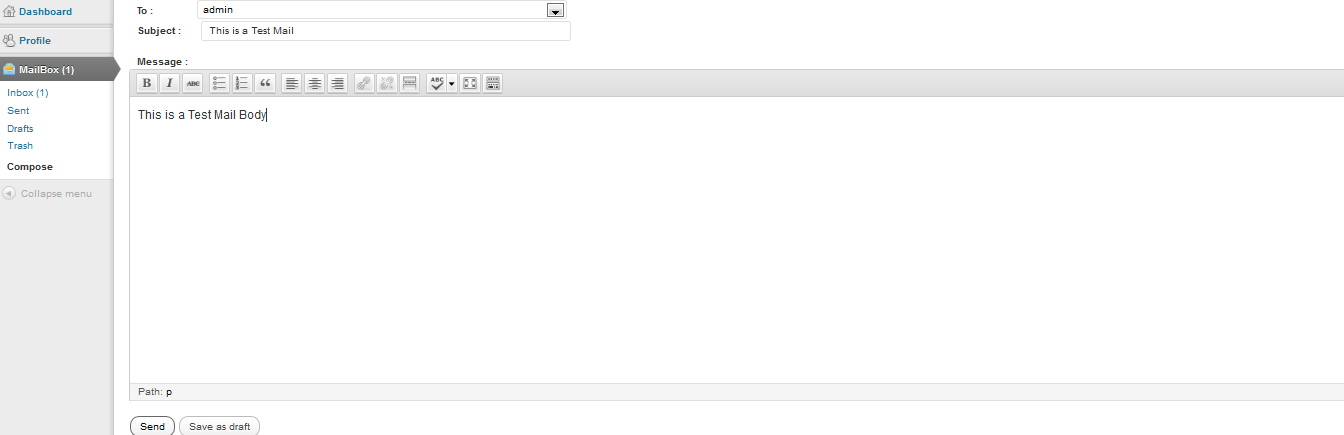 Dashboard
Profile
MailBox (1)
Inbox (1)
Sent
Drafts
Trash
Compose
Collapse menu
To :
admin
Subject :
This is a Test Mail
Message :
B I ABC ABC
This is a Test Mail Body
Path: p
Send Save as draft